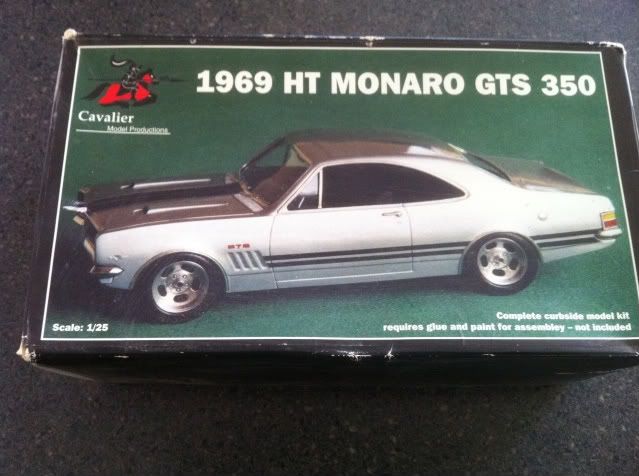 1969 HT MONARO GTS 350
Cavalier
Model Productions
GTS
Scale: 1/25
Complete curbside model kit
requires glue and paint for assembley – not included